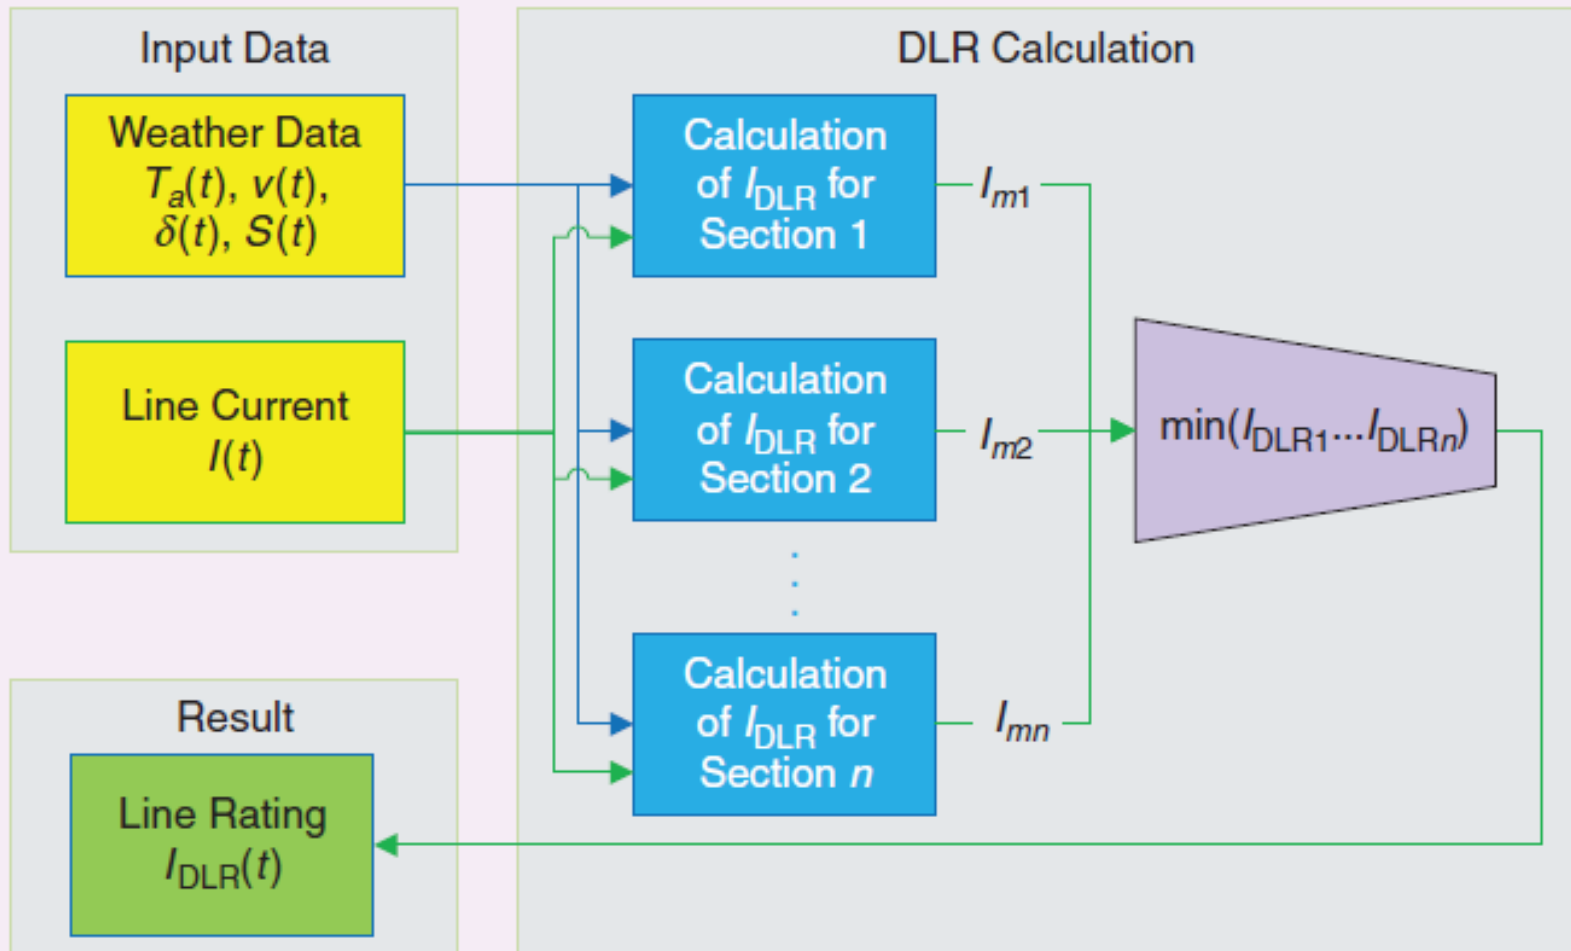 Input Data
Weather Data
Ta(t), v(t),
δ(t), S(t)
Line Current
I(t)
Result
Line Rating
IDLR(t)
DLR Calculation
Calculation
of IDLR for
Section 1
Im1
Calculation
of IDLR for
Section 2
Im2
.
.
.
Calculation
of IDLR for
Section n
Imn
min(IDLR1...IDLRn)